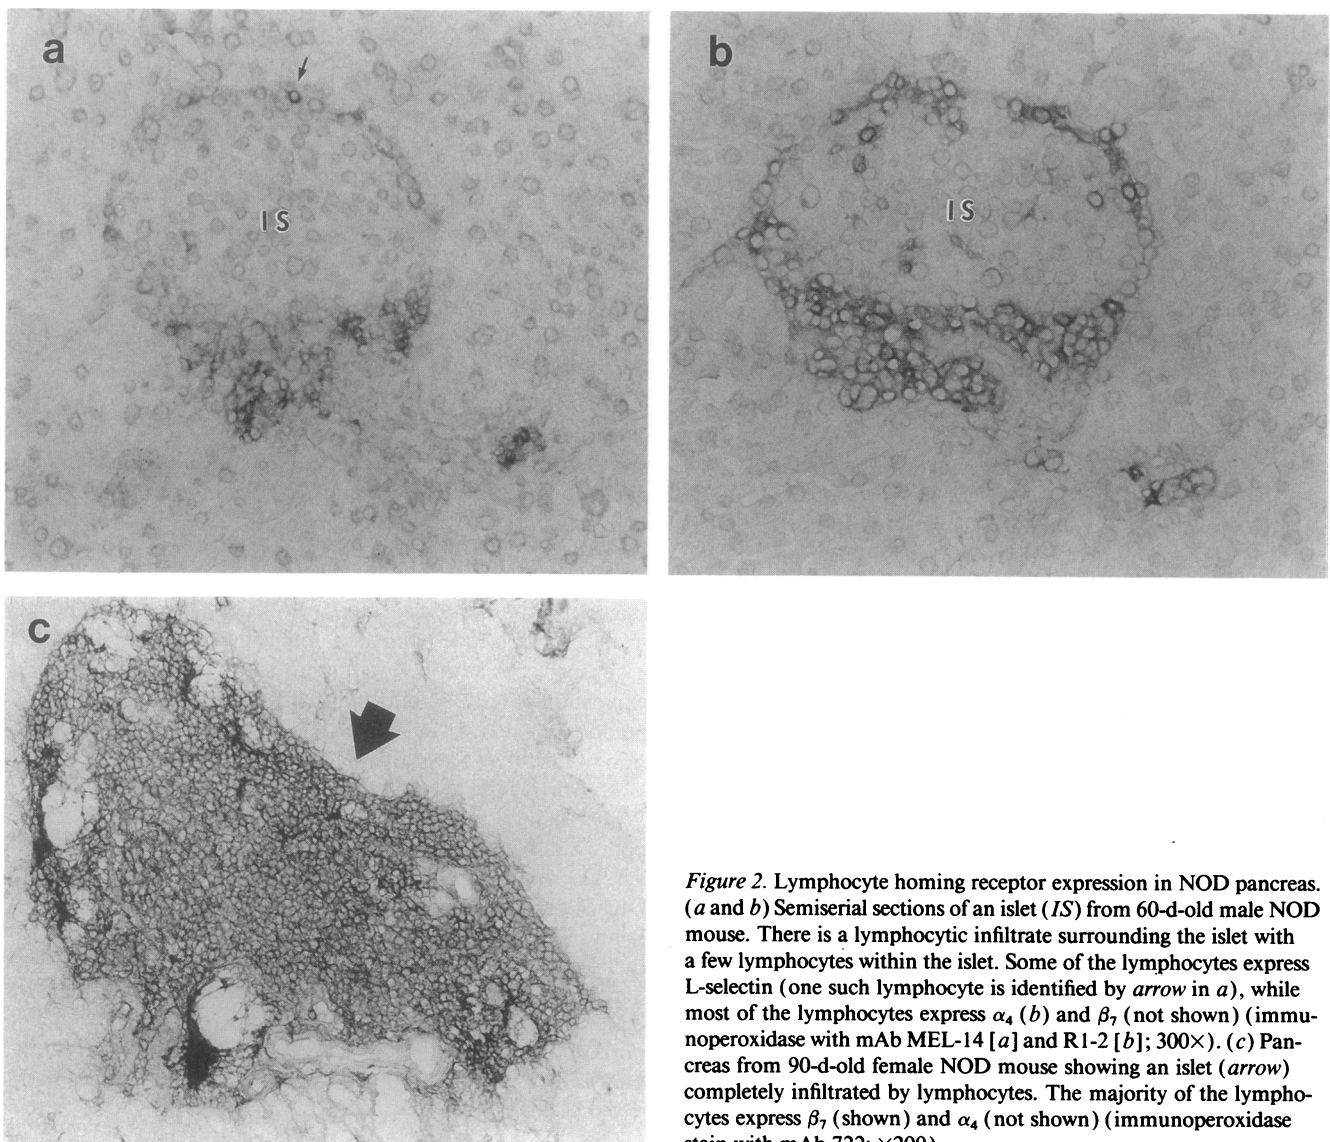 a
b
IS
IS
c
Figure 2. Lymphocyte homing receptor expression in NOD pancreas.
(a and b) Semiserial sections of an islet (IS) from 60-d-old male NOD
mouse. There is a lymphocytic infiltrate surrounding the islet with
a few lymphocytes within the islet. Some of the lymphocytes express
L-selectin (one such lymphocyte is identified by arrow in a), while
most of the lymphocytes express α₄ (b) and β₇ (not shown) (immu-
noperoxidase with mAb MEL-14 [a] and R1-2 [b]; 300×). (c) Pan-
creas from 90-d-old female NOD mouse showing an islet (arrow)
completely infiltrated by lymphocytes. The majority of the lympho-
cytes express β₇ (shown) and α₄ (not shown) (immunoperoxidase